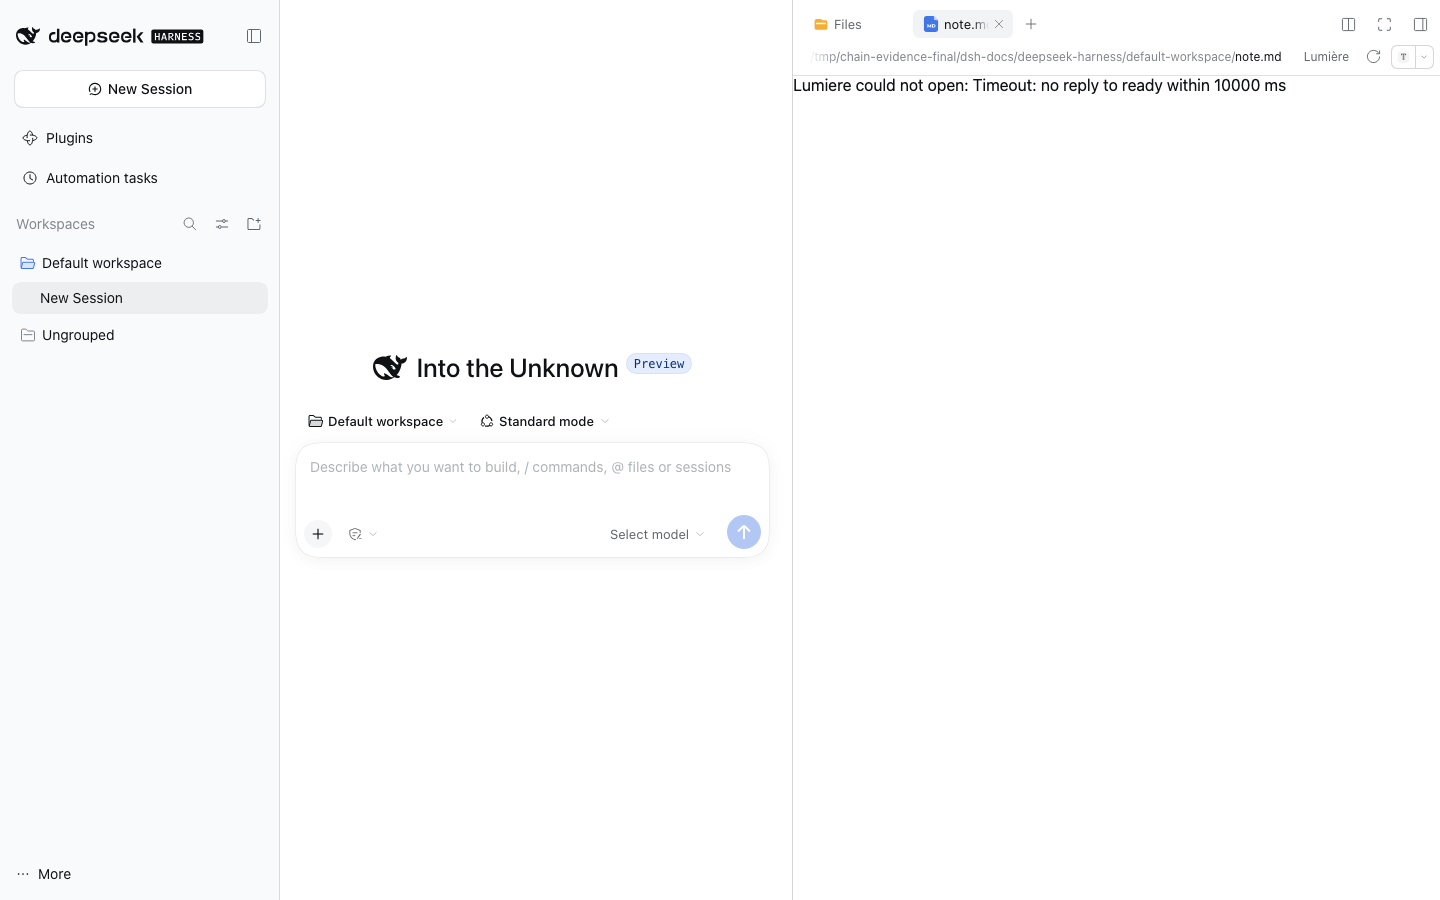 deepseek HARNESS
New Session
Plugins
Automation tasks
Workspaces
Default workspace
New Session
Ungrouped
More
Into the Unknown Preview
Default workspace Standard mode
Describe what you want to build, / commands, @ files or sessions
Select model
Files note.m
/tmp/chain-evidence-final/dsh-docs/deepseek-harness/default-workspace/note.md Lumière T
Lumiere could not open: Timeout: no reply to ready within 10000 ms